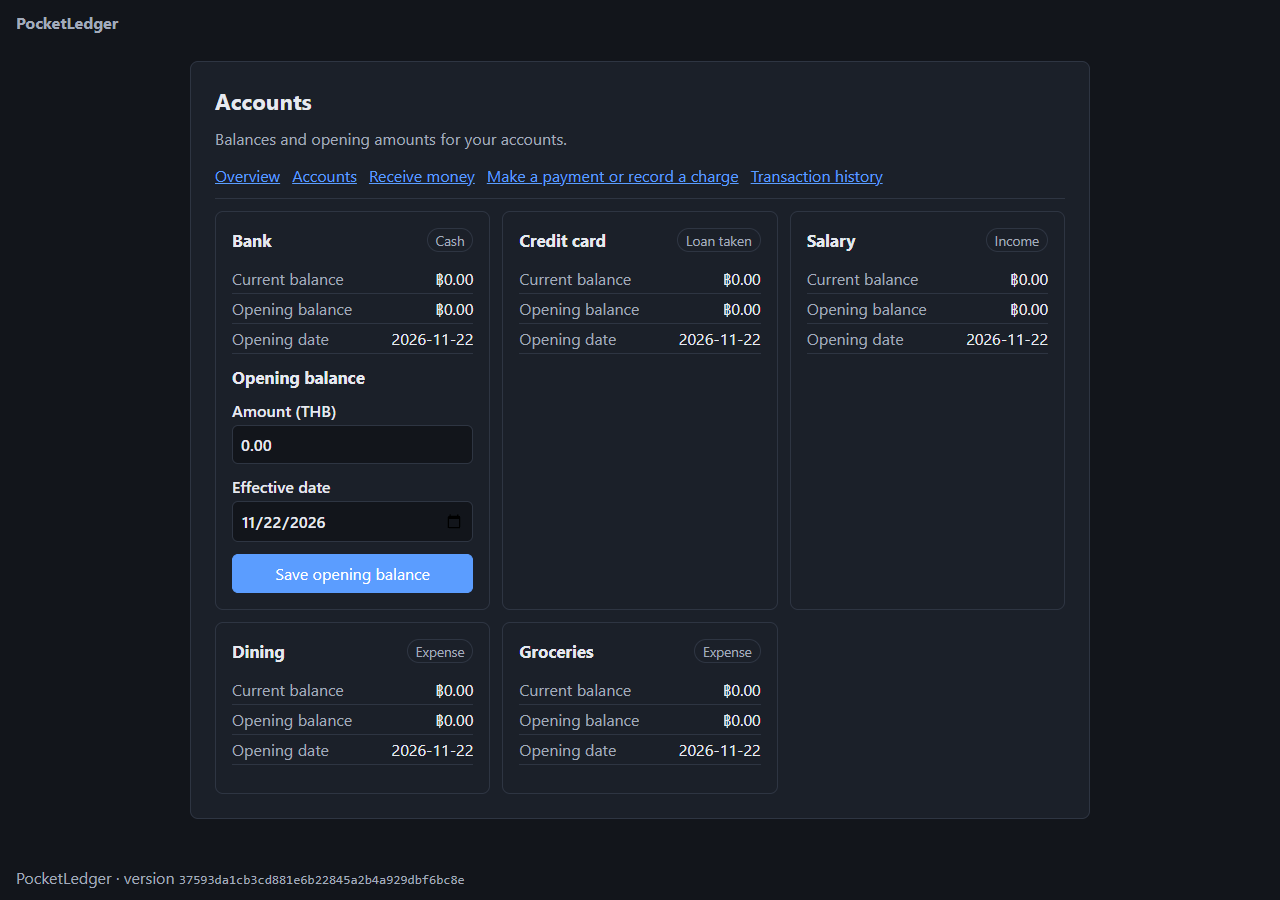 PocketLedger
Accounts
Balances and opening amounts for your accounts.
Overview Accounts Receive money Make a payment or record a charge Transaction history
Bank Cash
Current balance ฿0.00
Opening balance ฿0.00
Opening date 2026-11-22
Opening balance
Amount (THB)
0.00
Effective date
11/22/2026
Save opening balance
Credit card Loan taken
Current balance ฿0.00
Opening balance ฿0.00
Opening date 2026-11-22
Salary Income
Current balance ฿0.00
Opening balance ฿0.00
Opening date 2026-11-22
Dining Expense
Current balance ฿0.00
Opening balance ฿0.00
Opening date 2026-11-22
Groceries Expense
Current balance ฿0.00
Opening balance ฿0.00
Opening date 2026-11-22
PocketLedger · version 37593da1cb3cd881e6b22845a2b4a929dbf6bc8e